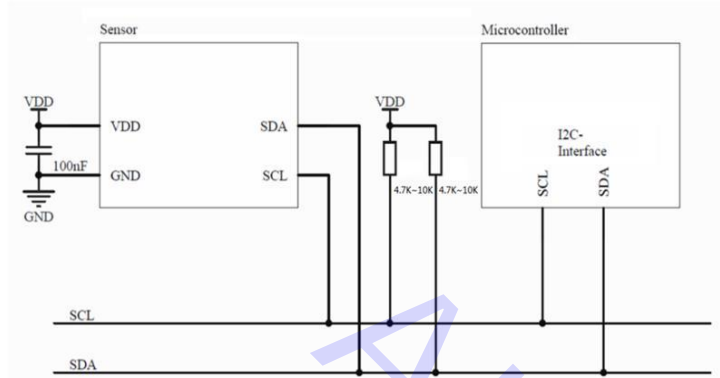 Sensor
Microcontroller
VDD
VDD
VDD
SDA
I2C-
Interface
100nF
GND
SCL
4.7K~10K
4.7K~10K
SCL
SDA
GND
SCL
SDA